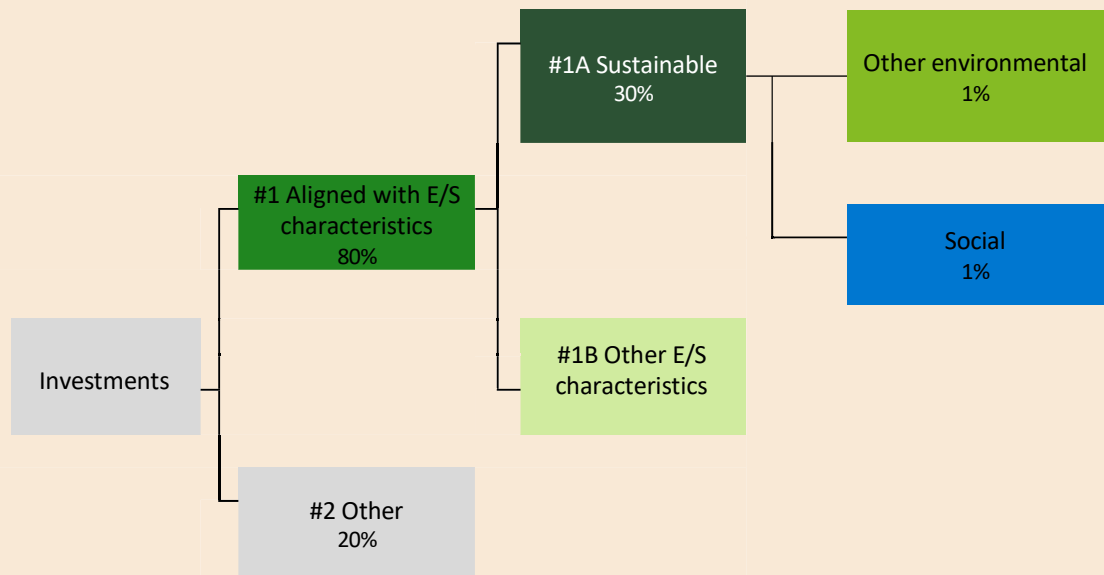 #1A Sustainable
30%
Other environmental
1%
#1 Aligned with E/S
characteristics
80%
Social
1%
Investments
#1B Other E/S
characteristics
#2 Other
20%